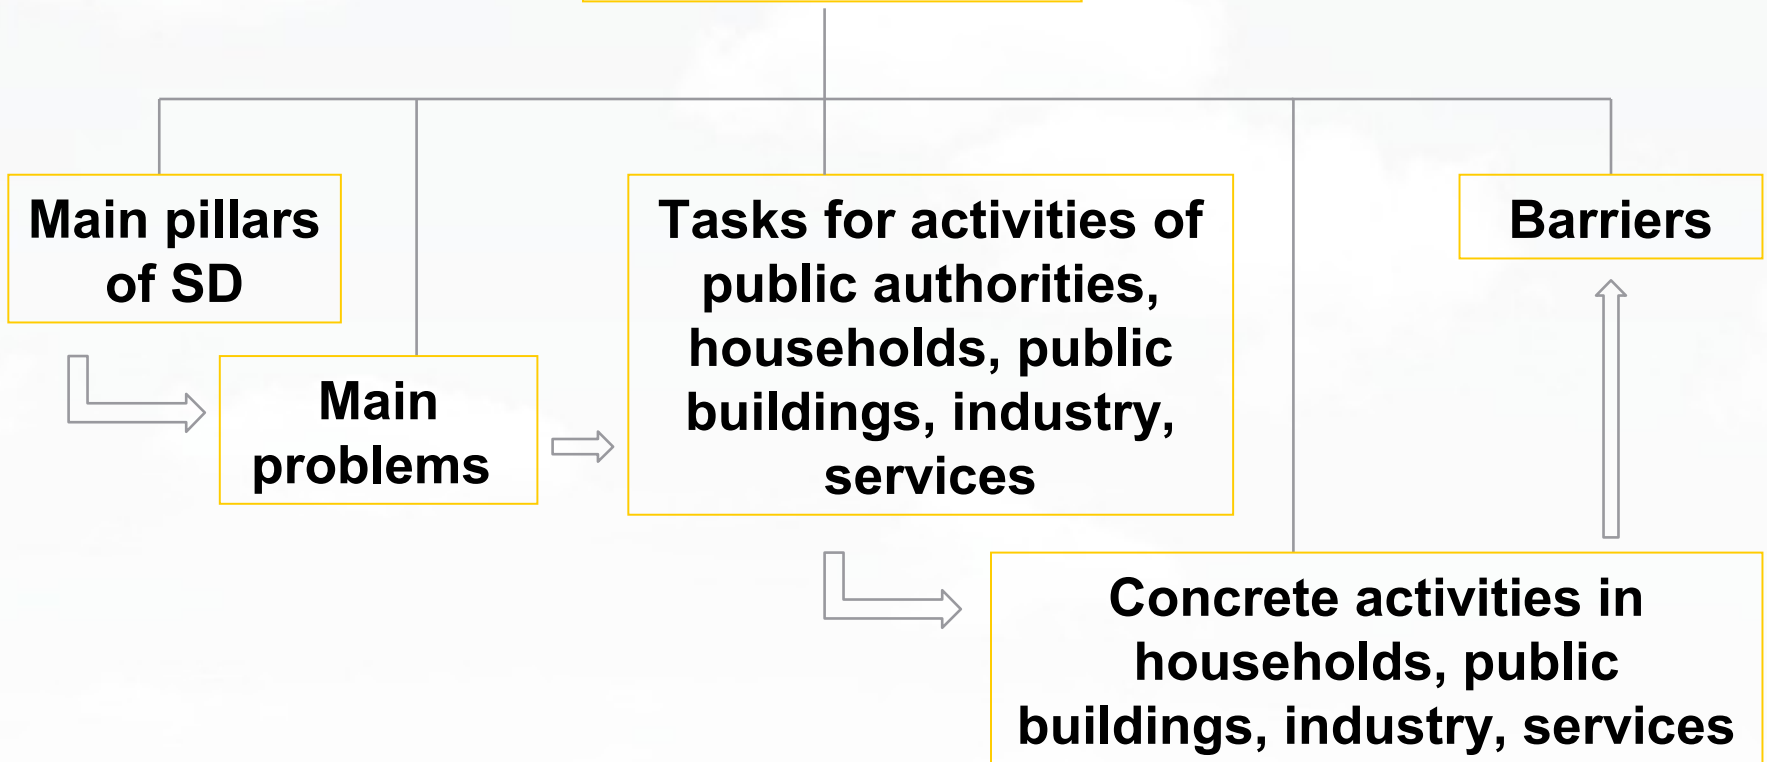 Main pillars
of SD
Main
problems
Tasks for activities of
public authorities,
households, public
buildings, industry,
services
Barriers
Concrete activities in
households, public
buildings, industry, services